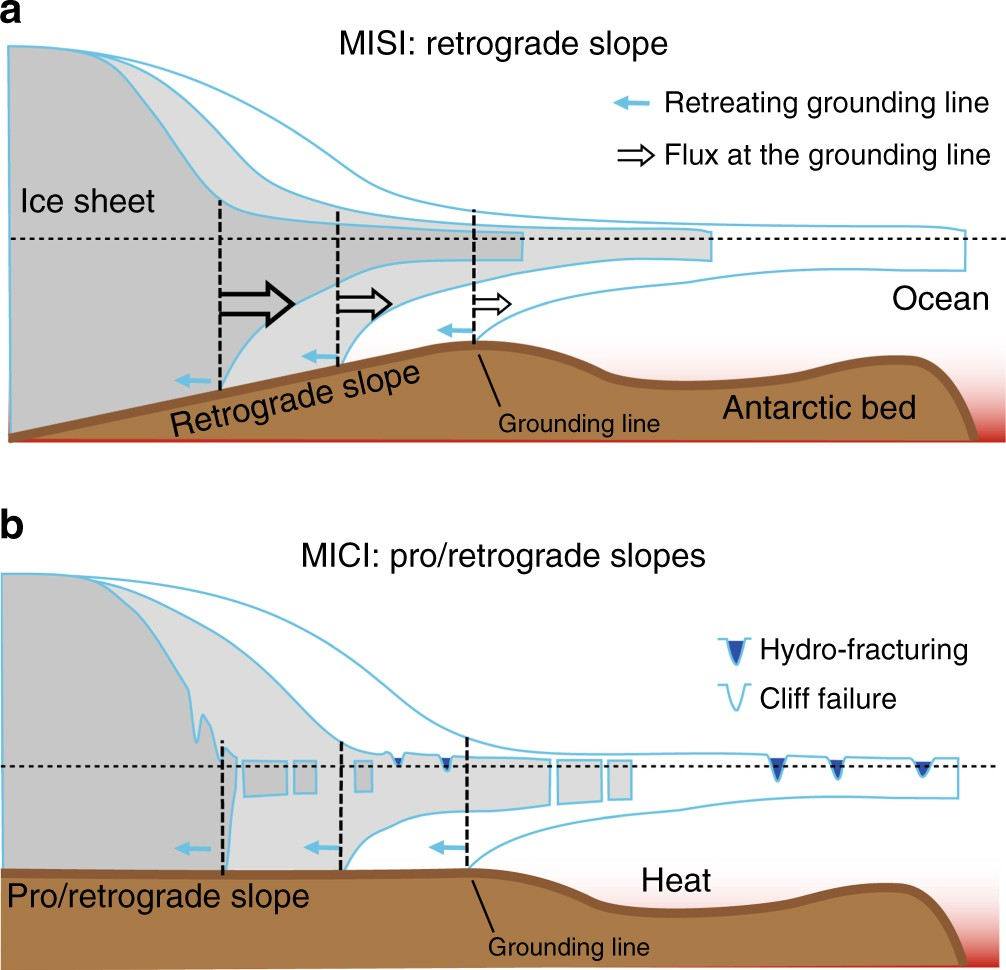 a
MISI: retrograde slope
Retreating grounding line
Flux at the grounding line
Ice sheet
Ocean
Retrograde slope
Grounding line
Antarctic bed
b
MICI: pro/retrograde slopes
Hydro-fracturing
Cliff failure
Heat
Pro/retrograde slope
Grounding line